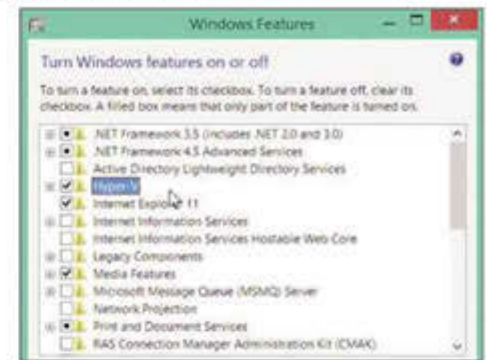 Windows Features
Turn Windows features on or off
To turn a feature on, select its checkbox. To turn a feature off, clear its
checkbox. A filled box means that only part of the feature is turned on.
.NET Framework 3.5 (includes .NET 2.0 and 3.0)
.NET Framework 4.5 Advanced Services
Active Directory Lightweight Directory Services
Hyper-V
Internet Explorer 11
Internet Information Services
Internet Information Services Hostable Web Core
Legacy Components
Media Features
Microsoft Message Queue (MSMQ) Server
Network Projection
Print and Document Services
RAS Connection Manager Administration Kit (CMAK)